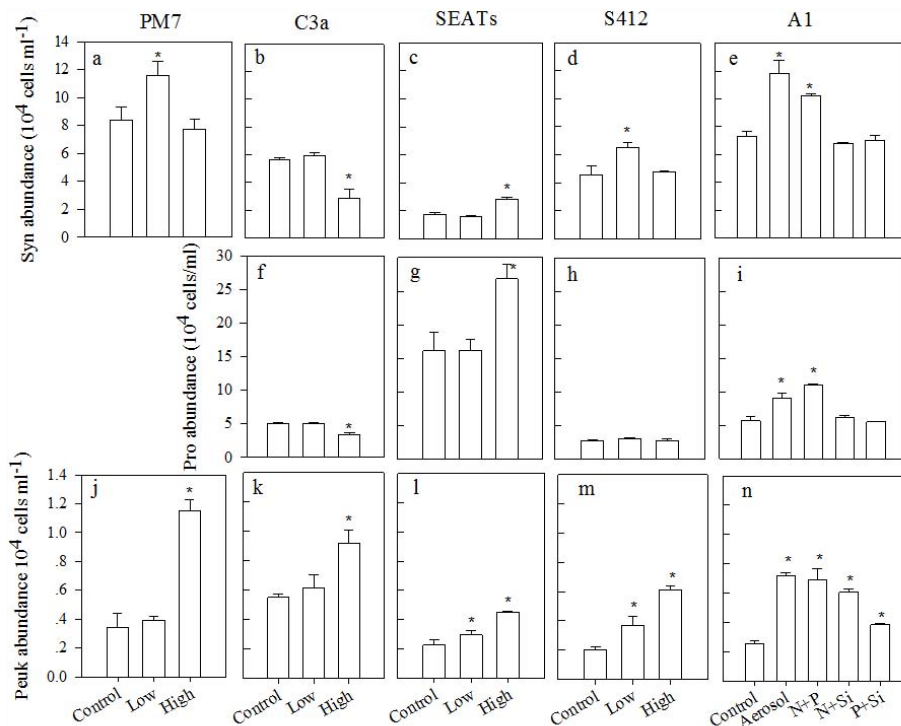 PM7 C3a SEATs S412 A1
Syn abundance (10⁴ cells ml⁻¹)
14
12
10
8
6
4
2
0
a * b * c * d * e * *
Pro abundance (10⁴ cells/ml)
30
25
20
15
10
5
0
f * g * h i * *
Peuk abundance 10⁴ cells ml⁻¹)
1.4
1.2
1.0
.8
.6
.4
.2
0.0
j * k * l * * m * * n * * * *
Control Low High Control Low High Control Low High Control Low High Control Aerosol N+P N+Si P+Si